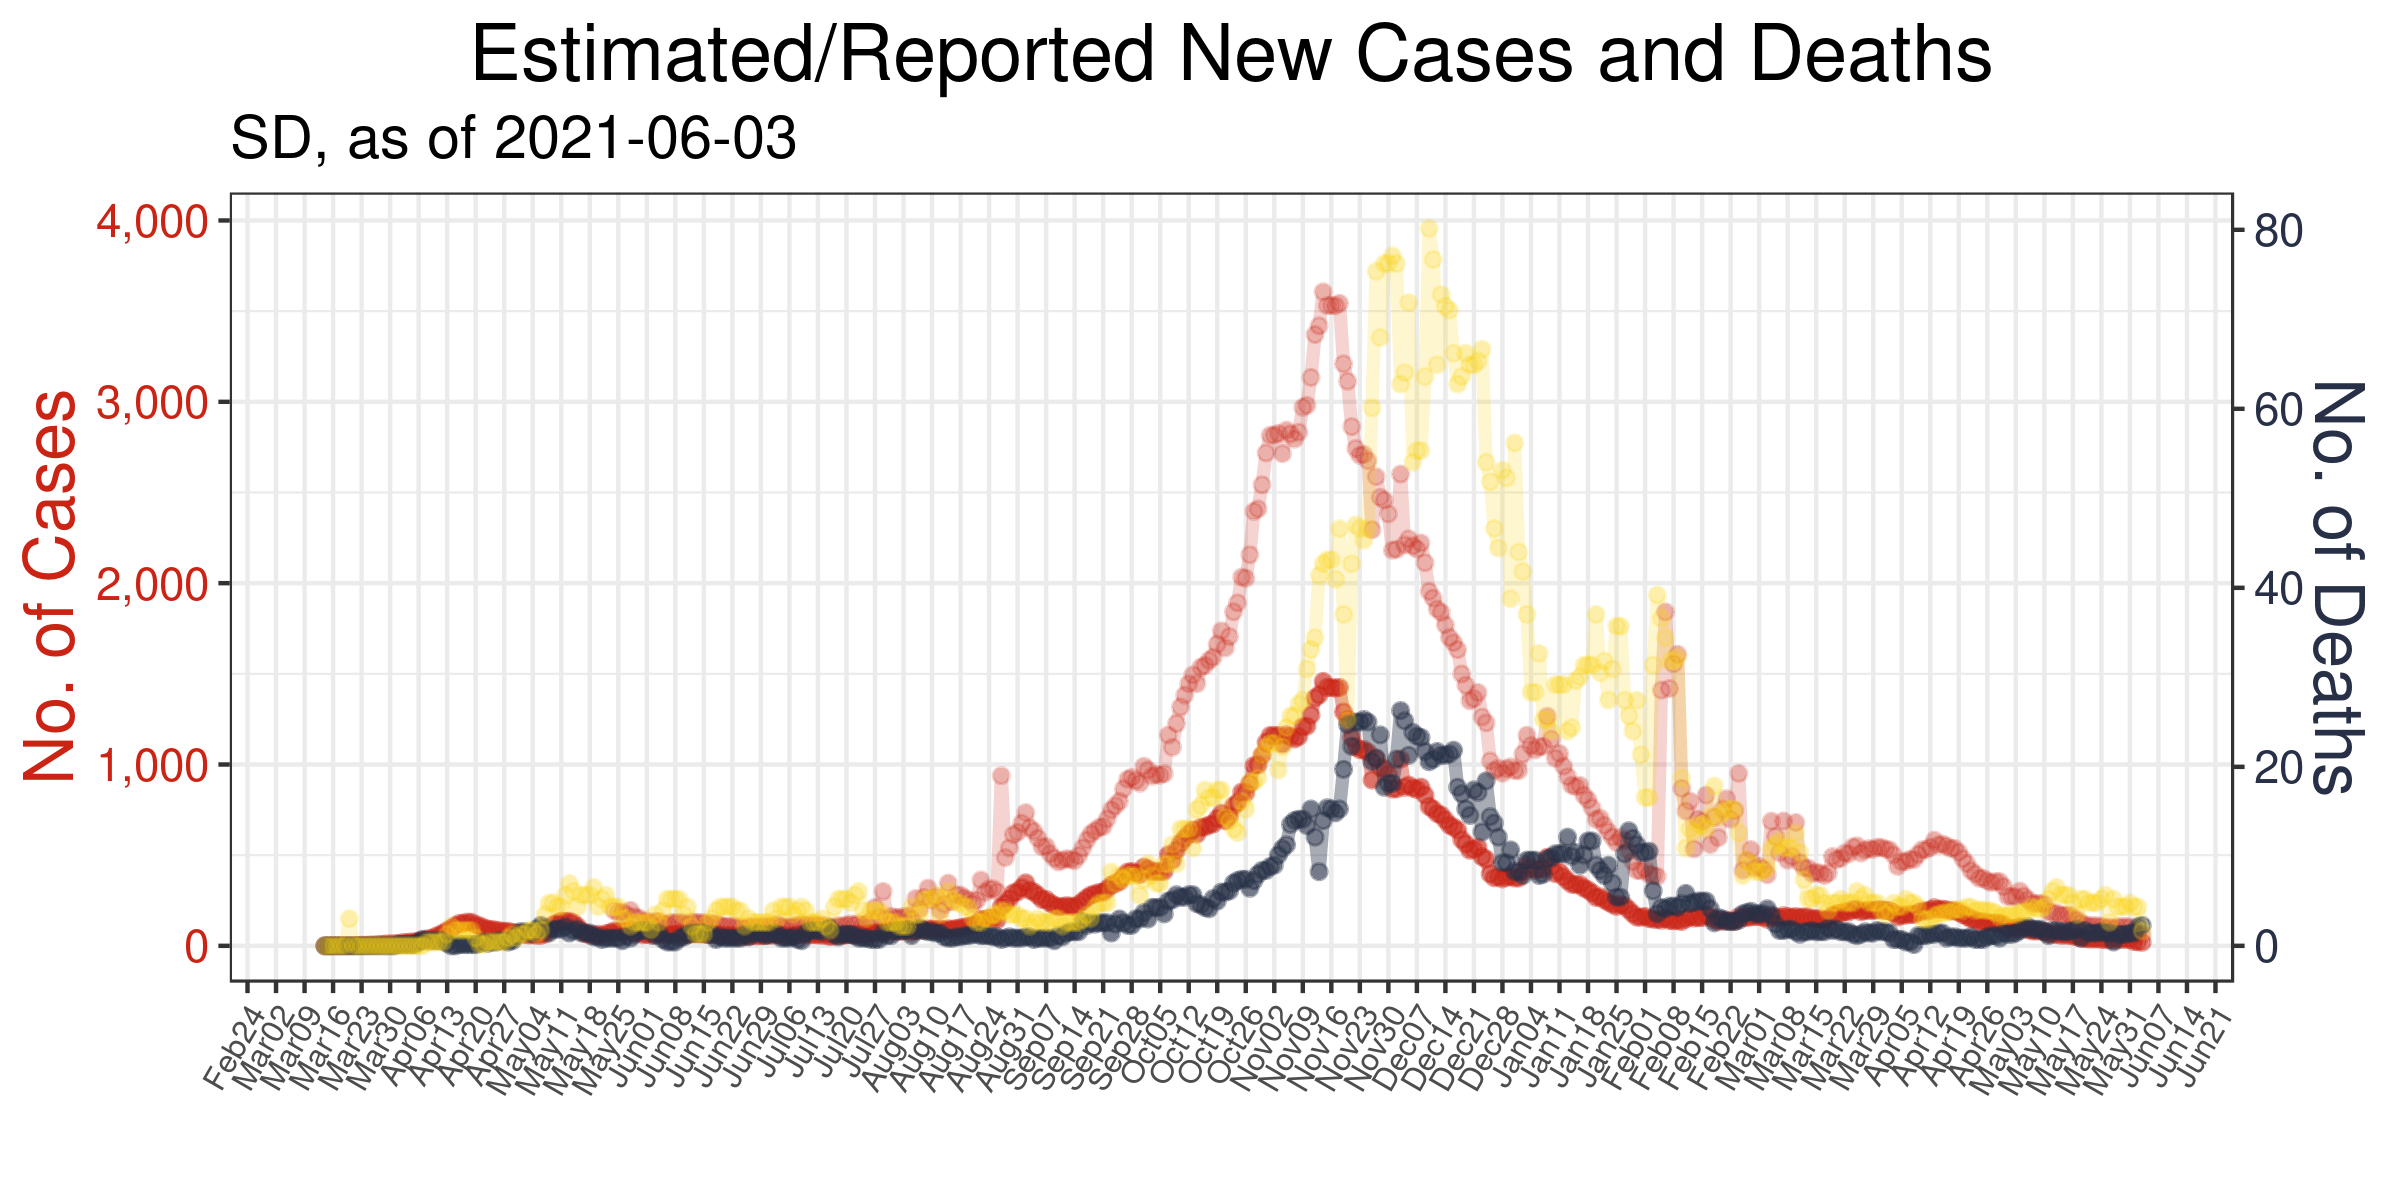 Estimated/Reported New Cases and Deaths
SD, as of 2021-06-03
No. of Cases
4,000
3,000
2,000
1,000
0
80
60
40
20
0
No. of Deaths
Feb24 Mar02 Mar09 Mar16 Mar23 Mar30 Apr06 Apr13 Apr20 Apr27 May04 May11 May18 May25 Jun01 Jun08 Jun15 Jun22 Jun29 Jul06 Jul13 Jul20 Jul27 Aug03 Aug10 Aug17 Aug24 Aug31 Sep07 Sep14 Sep21 Sep28 Oct05 Oct12 Oct19 Oct26 Nov02 Nov09 Nov16 Nov23 Nov30 Dec07 Dec14 Dec21 Dec28 Jan04 Jan11 Jan18 Jan25 Feb01 Feb08 Feb15 Feb22 Mar01 Mar08 Mar15 Mar22 Mar29 Apr05 Apr12 Apr19 Apr26 May03 May10 May17 May24 May31 Jun07 Jun14 Jun21